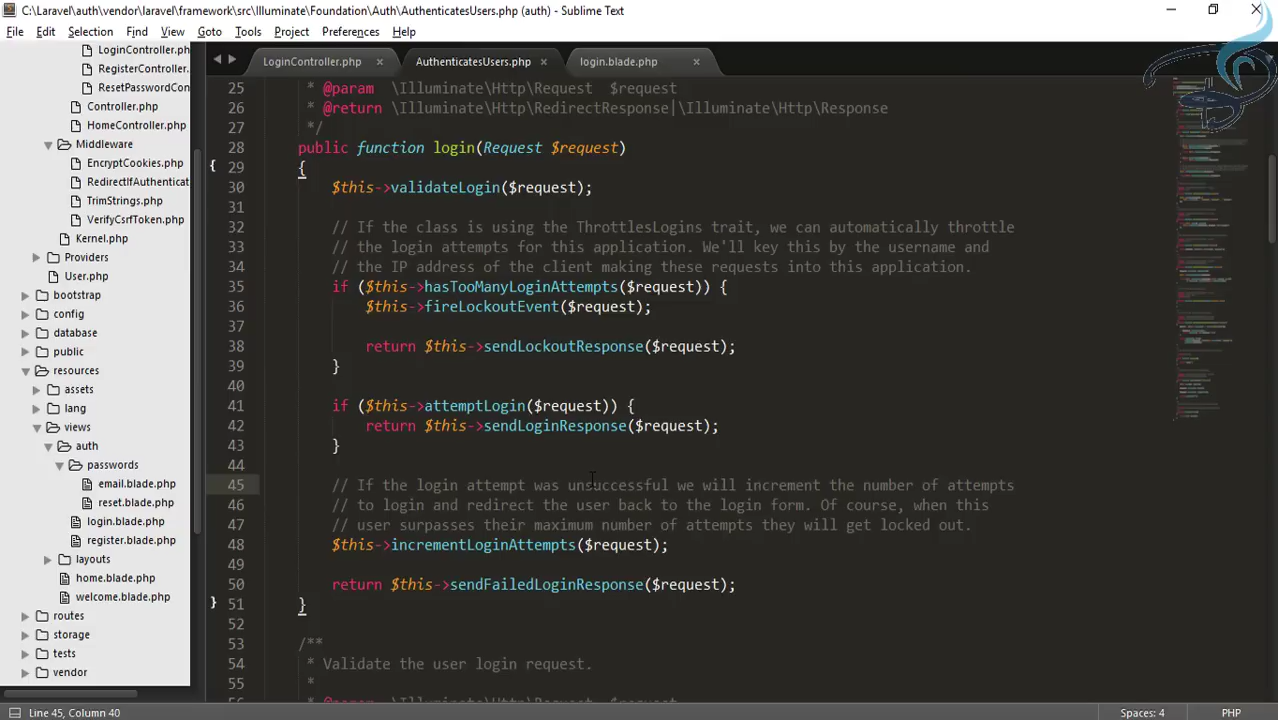 C:\Laravel\auth\vendor\laravel\framework\src\Illuminate\Foundation\Auth\AuthenticatesUsers.php (auth) - Sublime Text
File Edit Selection Find View Goto Tools Project Preferences Help
LoginController.php
RegisterController.
ResetPasswordCon
Controller.php
HomeController.php
Middleware
EncryptCookies.php
RedirectIfAuthenticat
TrimStrings.php
VerifyCsrfToken.php
Kernel.php
Providers
User.php
bootstrap
config
database
public
resources
assets
lang
views
auth
passwords
email.blade.php
reset.blade.php
login.blade.php
register.blade.php
layouts
home.blade.php
welcome.blade.php
routes
storage
tests
vendor
LoginController.php × AuthenticatesUsers.php × login.blade.php ×
25 * @param \Illuminate\Http\Request $request
26 * @return \Illuminate\Http\RedirectResponse|\Illuminate\Http\Response
27 */
28 public function login(Request $request)
29 {
30 $this->validateLogin($request);
31
32 // If the class is using the ThrottlesLogins trait, we can automatically throttle
33 // the login attempts for this application. We'll key this by the username and
34 // the IP address of the client making these requests into this application.
35 if ($this->hasTooManyLoginAttempts($request)) {
36 $this->fireLockoutEvent($request);
37
38 return $this->sendLockoutResponse($request);
39 }
40
41 if ($this->attemptLogin($request)) {
42 return $this->sendLoginResponse($request);
43 }
44
45 // If the login attempt was unsuccessful we will increment the number of attempts
46 // to login and redirect the user back to the login form. Of course, when this
47 // user surpasses their maximum number of attempts they will get locked out.
48 $this->incrementLoginAttempts($request);
49
50 return $this->sendFailedLoginResponse($request);
51 }
52
53 /**
54 * Validate the user login request.
55 *
56 * @param \Illuminate\Http\Request $request
Line 45, Column 40 Spaces: 4 PHP